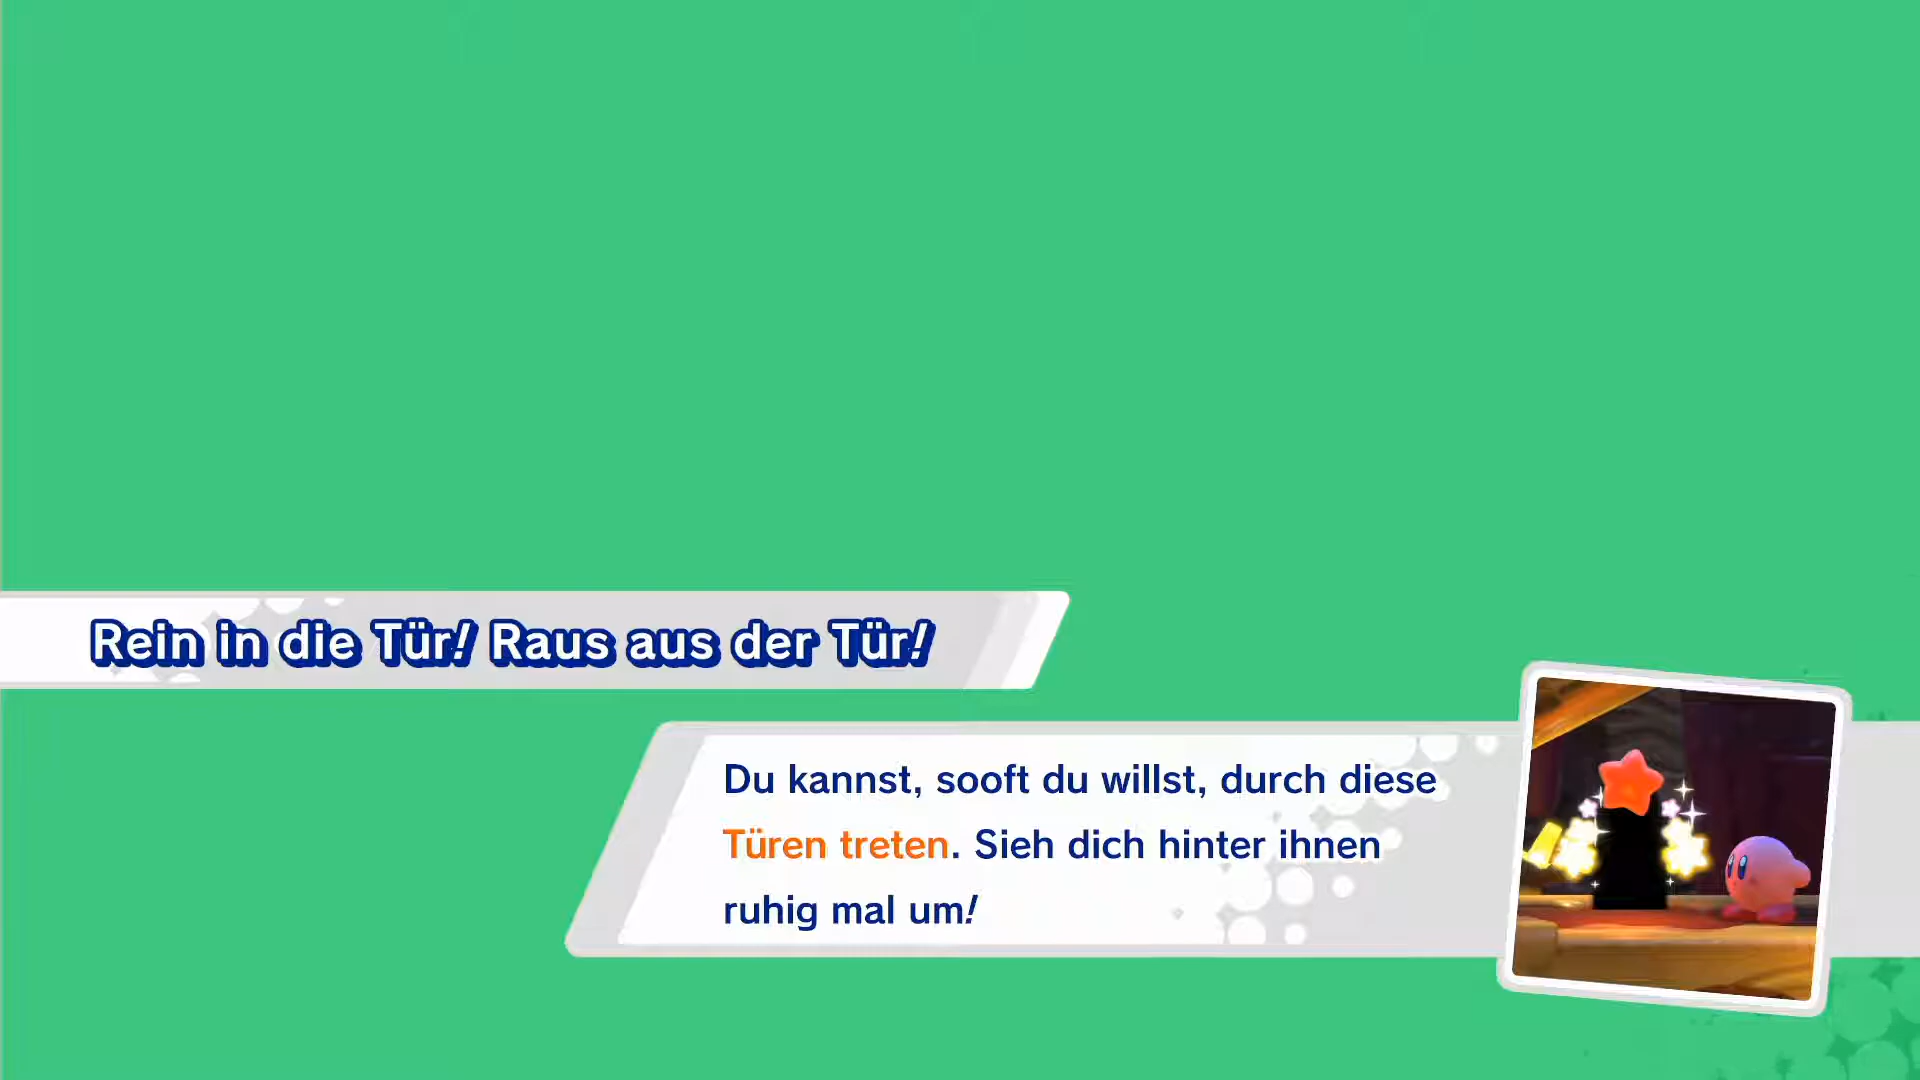 Rein in die Tür! Raus aus der Tür!
Du kannst, sooft du willst, durch diese
Türen treten. Sieh dich hinter ihnen
ruhig mal um!